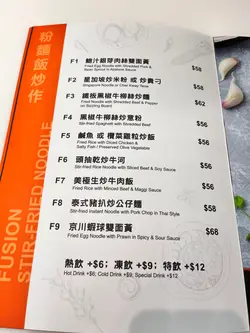 粉麵飯炒作
FUSION
STIR-FRIED NOODLE
F1 鮑汁銀芽肉絲雙面黃 $58
Fried Egg Noodle with Shredded Pork &
Bean Sprout in Abalone Sauce
F2 星加坡炒米粉 或 炒貴刁 $58
Singapore Noodle or Char Kway Teow
F3 鐵板黑椒牛柳絲炒麵 $62
Fried Noodle with Shredded Beef & Pepper
on Sizzling Board
F4 黑椒牛柳絲炒意粉 $58
Stir-fried Spaghetti with Shredded Beef
F5 鹹魚 或 欖菜雞粒炒飯 $58
Fried Rice with Diced Chicken &
Salty Fish / Preserved Olive Vegetable
F6 頭抽乾炒牛河 $58
Stir-fried Rice Noodle with Sliced Beef & Soy Sauce
F7 美極生炒牛肉飯 $58
Fried Rice with Minced Beef & Maggi Sauce
F8 泰式豬扒炒公仔麵 $58
Stir-fried Instant Noodle with Pork Chop in Thai Style
F9 京川蝦球雙面黃 $68
Fried Egg Noodle with Prawn in Spicy & Sour Sauce
熱飲 +$6; 凍飲 +$9; 特飲 +$12
Hot Drink +$6; Cold Drink +$9; Special Drink +$12